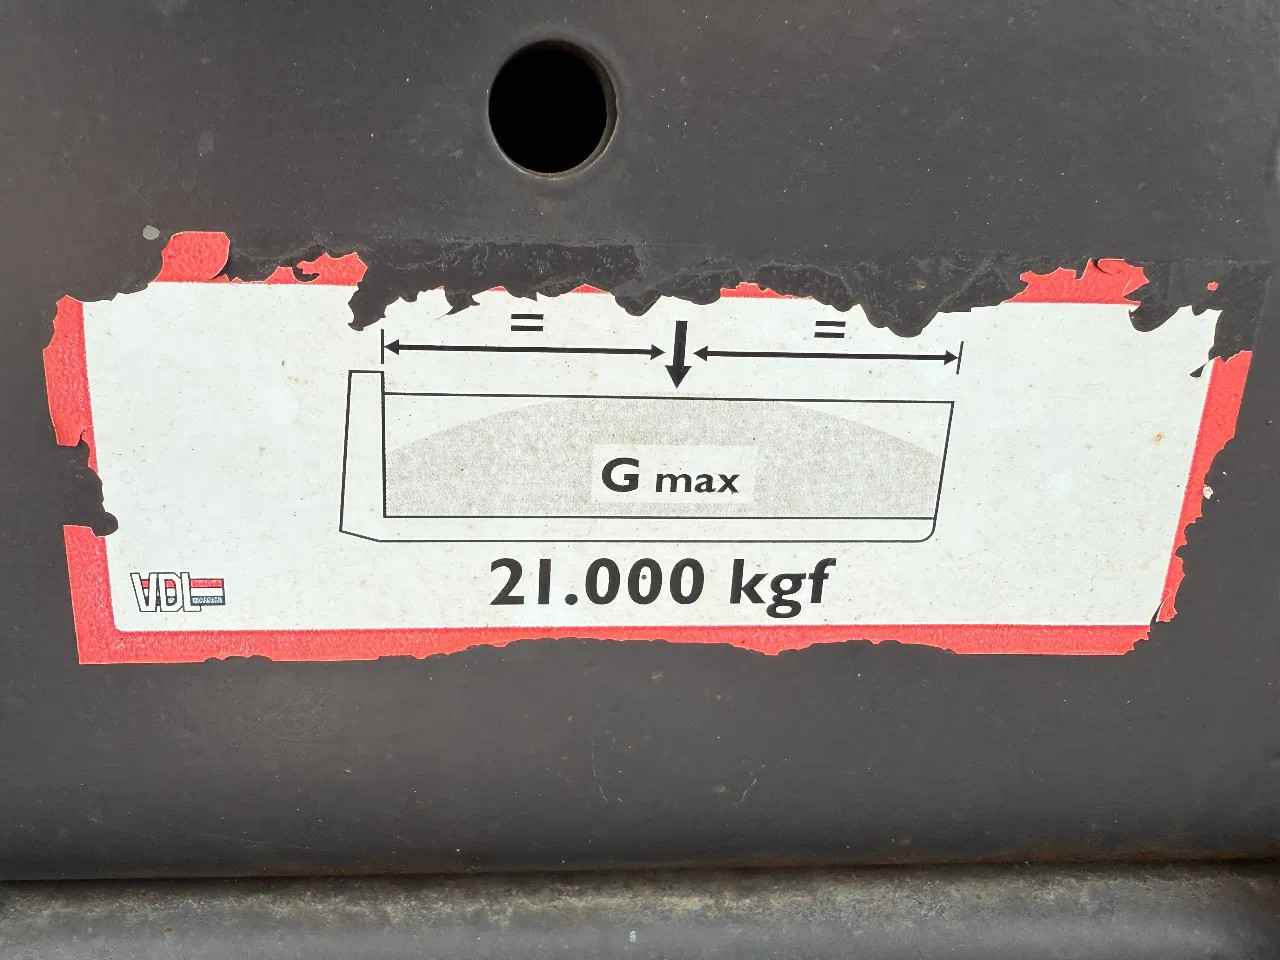 = =
G max
21.000 kgf
VDL